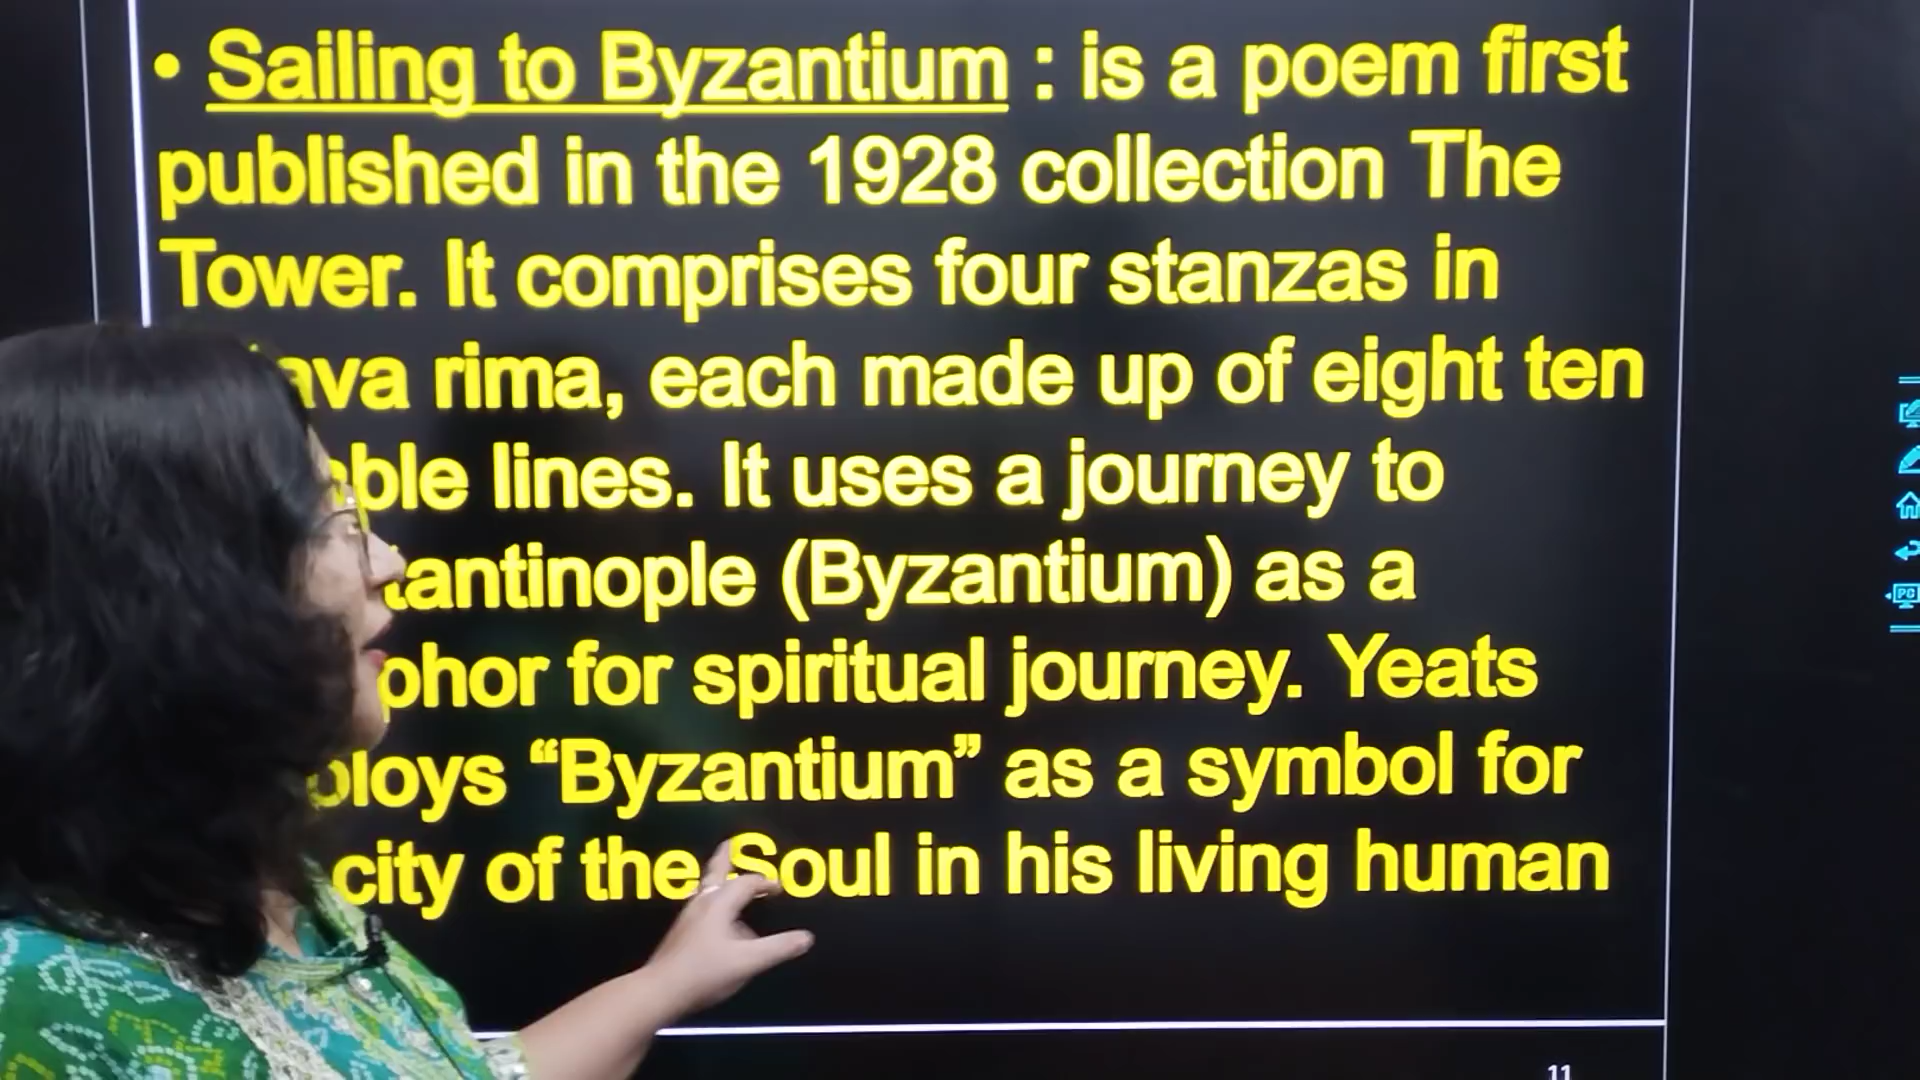 • Sailing to Byzantium : is a poem first
published in the 1928 collection The
Tower. It comprises four stanzas in
ava rima, each made up of eight ten
able lines. It uses a journey to
tantinople (Byzantium) as a
phor for spiritual journey. Yeats
ploys “Byzantium” as a symbol for
city of the Soul in his living human
PC
11